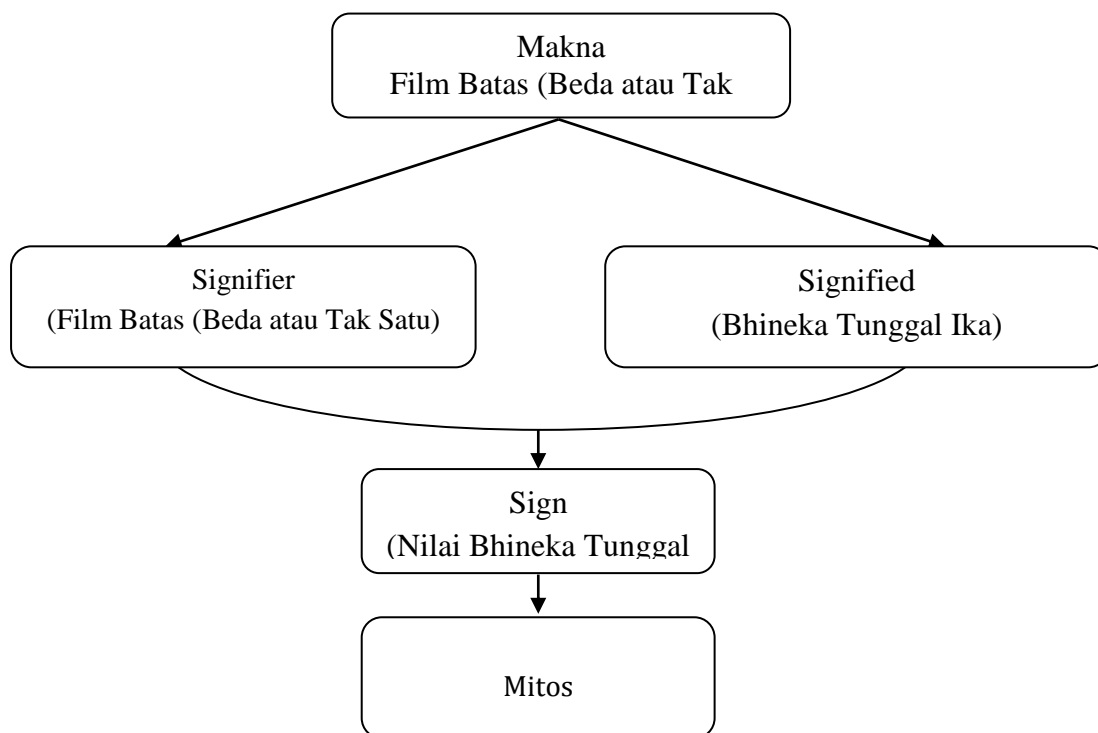 Makna
Film Batas (Beda atau Tak
Signifier
(Film Batas (Beda atau Tak Satu)
Signified
(Bhineka Tunggal Ika)
Sign
(Nilai Bhineka Tunggal
Mitos